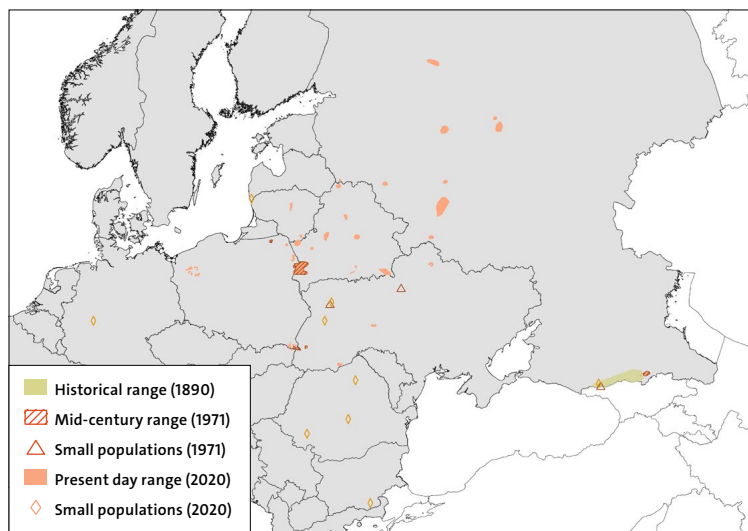 Historical range (1890)
Mid-century range (1971)
Small populations (1971)
Present day range (2020)
Small populations (2020)